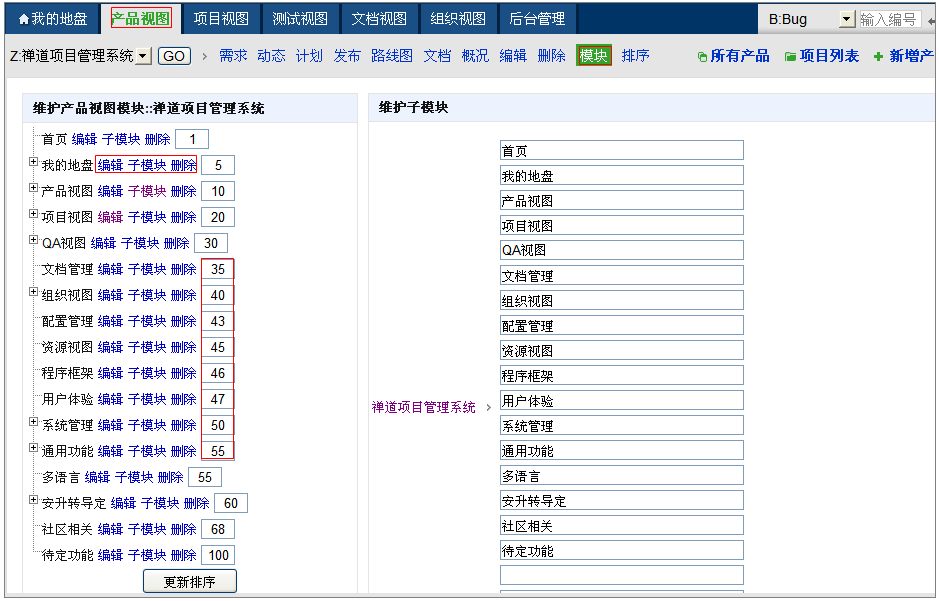 我的地盘 产品视图 项目视图 测试视图 文档视图 组织视图 后台管理 B:Bug 输入编号
Z:禅道项目管理系统 GO › 需求 动态 计划 发布 路线图 文档 概况 编辑 删除 模块 排序 所有产品 项目列表 新增产
维护产品视图模块::禅道项目管理系统
首页 编辑 子模块 删除 1
我的地盘 编辑 子模块 删除 5
产品视图 编辑 子模块 删除 10
项目视图 编辑 子模块 删除 20
QA视图 编辑 子模块 删除 30
文档管理 编辑 子模块 删除 35
组织视图 编辑 子模块 删除 40
配置管理 编辑 子模块 删除 43
资源视图 编辑 子模块 删除 45
程序框架 编辑 子模块 删除 46
用户体验 编辑 子模块 删除 47
系统管理 编辑 子模块 删除 50
通用功能 编辑 子模块 删除 55
多语言 编辑 子模块 删除 55
安升转导定 编辑 子模块 删除 60
社区相关 编辑 子模块 删除 68
待定功能 编辑 子模块 删除 100
更新排序
维护子模块
禅道项目管理系统 ›
首页
我的地盘
产品视图
项目视图
QA视图
文档管理
组织视图
配置管理
资源视图
程序框架
用户体验
系统管理
通用功能
多语言
安升转导定
社区相关
待定功能